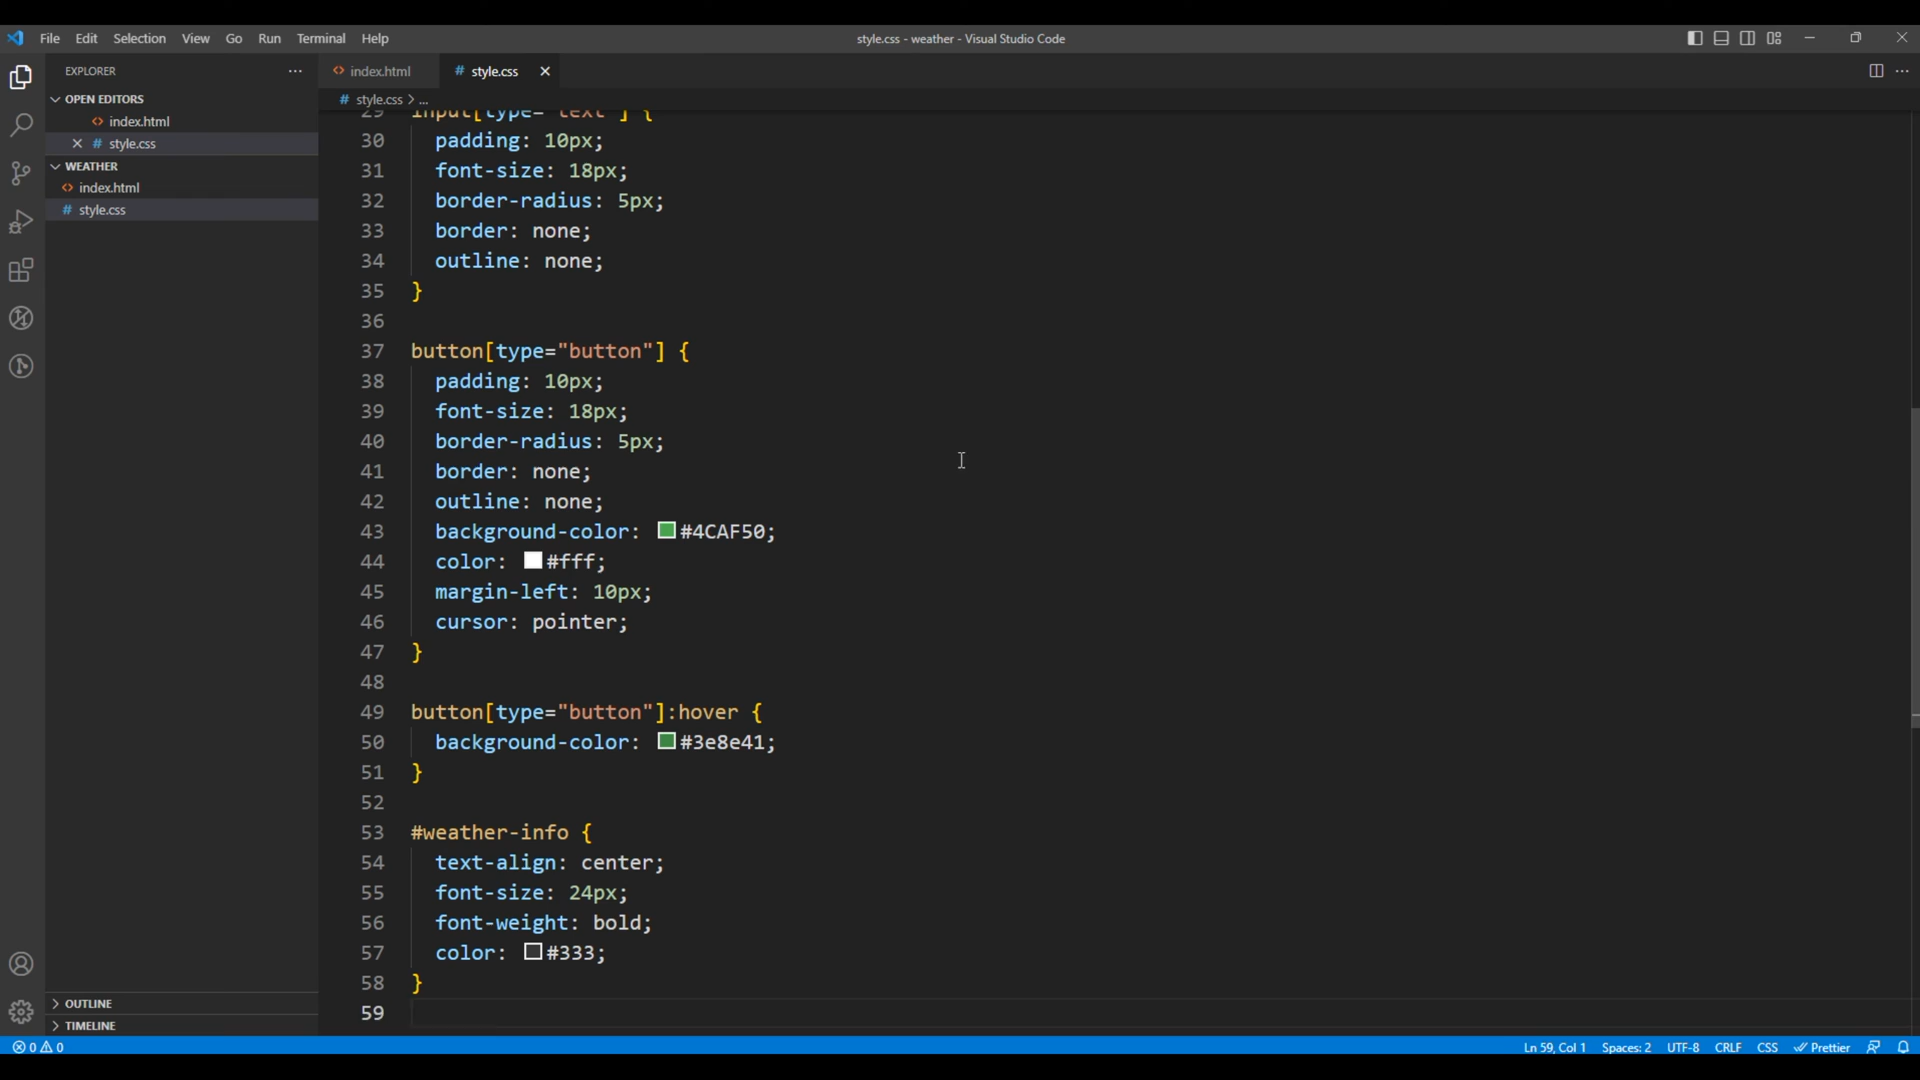 File Edit Selection View Go Run Terminal Help
style.css - weather - Visual Studio Code
EXPLORER
OPEN EDITORS
<> index.html
# style.css
WEATHER
<> index.html
# style.css
OUTLINE
TIMELINE
<> index.html
# style.css
# style.css > ...
29 input[type="text"] {
30 padding: 10px;
31 font-size: 18px;
32 border-radius: 5px;
33 border: none;
34 outline: none;
35 }
36
37 button[type="button"] {
38 padding: 10px;
39 font-size: 18px;
40 border-radius: 5px;
41 border: none;
42 outline: none;
43 background-color: #4CAF50;
44 color: #fff;
45 margin-left: 10px;
46 cursor: pointer;
47 }
48
49 button[type="button"]:hover {
50 background-color: #3e8e41;
51 }
52
53 #weather-info {
54 text-align: center;
55 font-size: 24px;
56 font-weight: bold;
57 color: #333;
58 }
59
0 0 Ln 59, Col 1 Spaces: 2 UTF-8 CRLF CSS Prettier